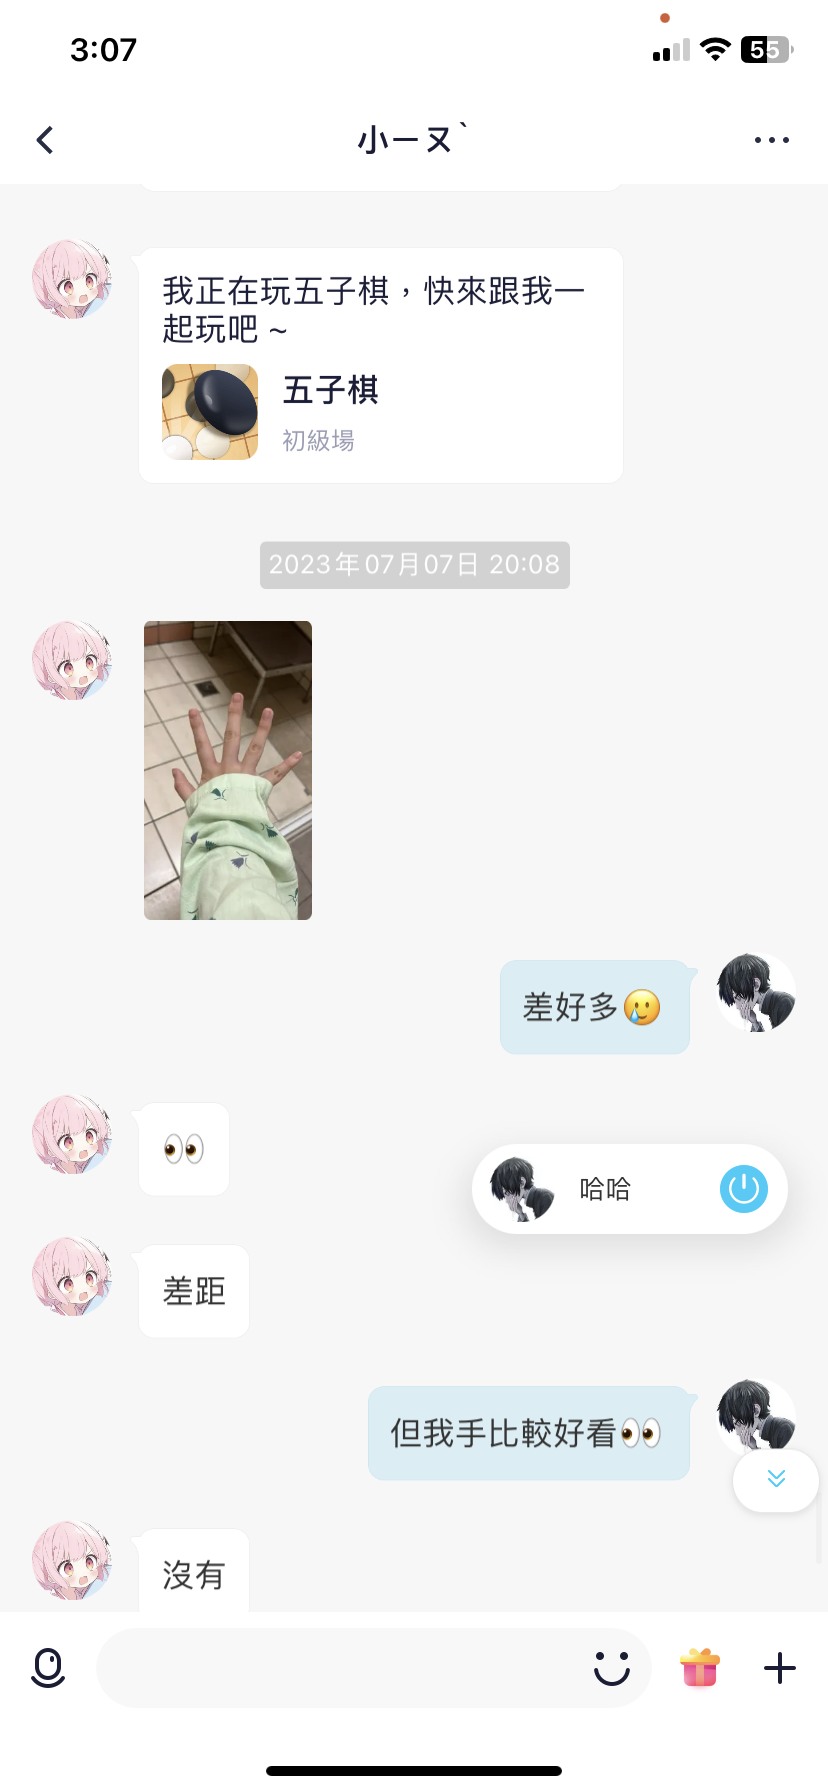 3:07
55
小ㄧㄡˋ
我正在玩五子棋，快來跟我一
起玩吧 ~
五子棋
初級場
2023年07月07日 20:08
差好多🥲
👀
哈哈
差距
但我手比較好看👀
沒有